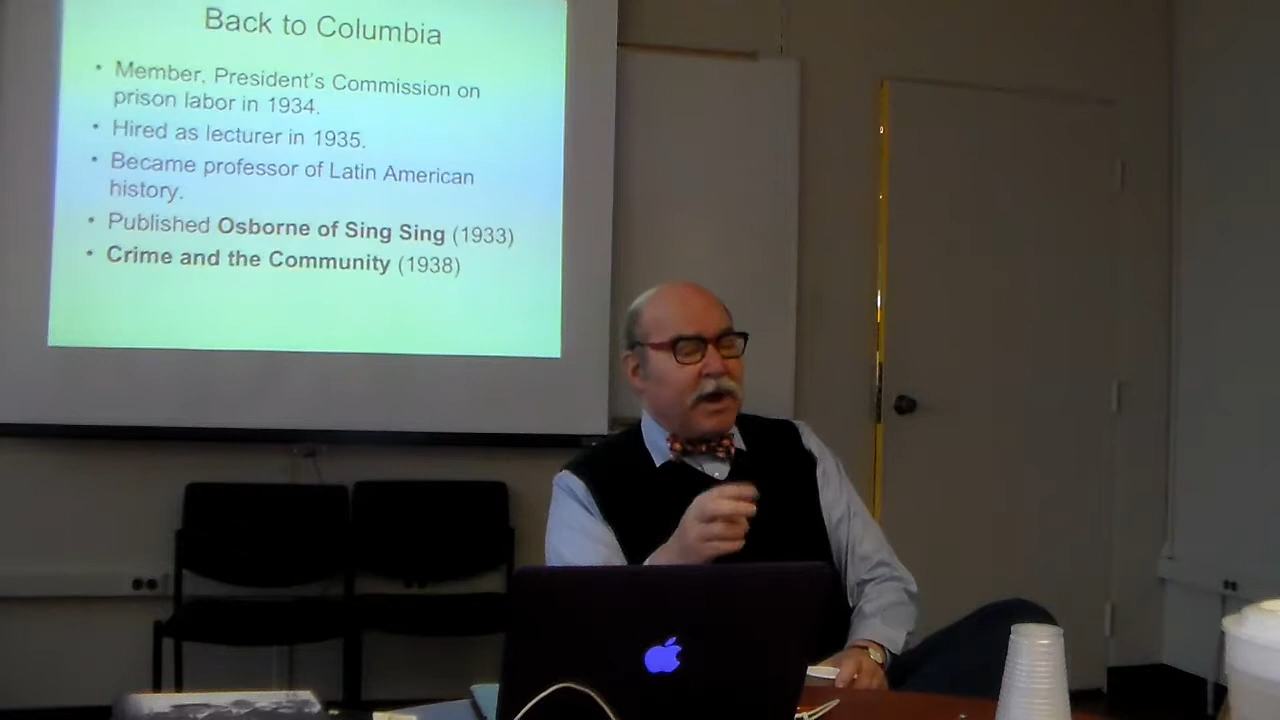 Back to Columbia
• Member, President's Commission on
prison labor in 1934.
• Hired as lecturer in 1935.
• Became professor of Latin American
history.
• Published Osborne of Sing Sing (1933)
• Crime and the Community (1938)